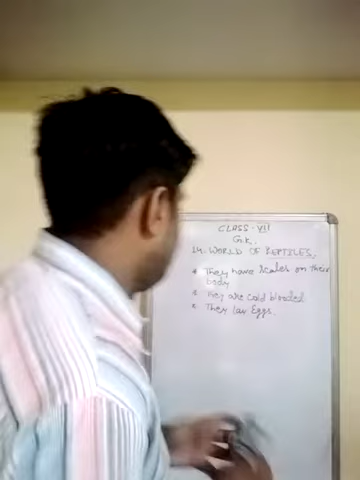 CLASS-VII
G.K.
14. WORLD OF REPTILES.
* They have scales on their
body
* They are cold blooded.
* They lay Eggs.